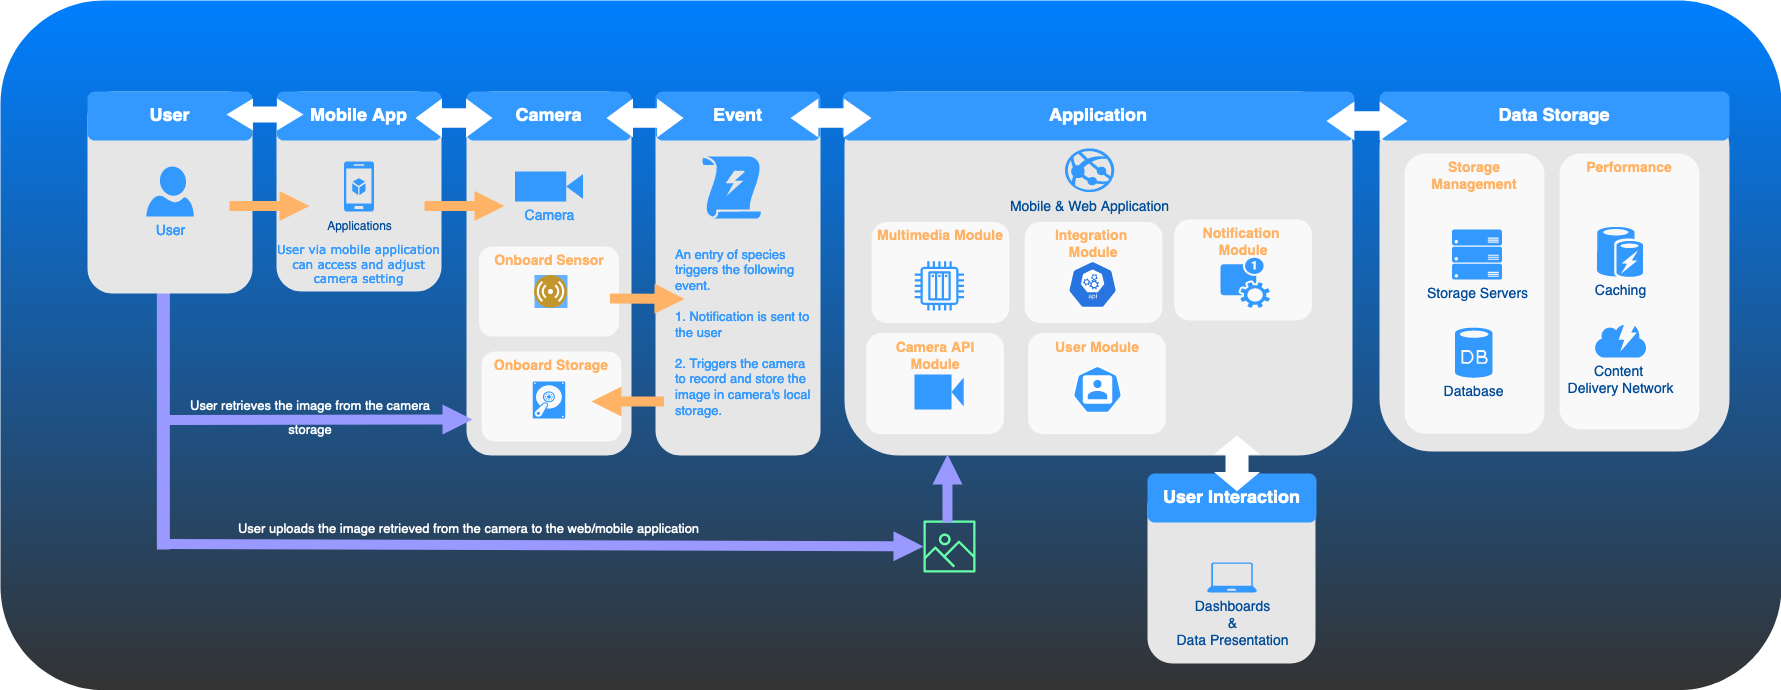 User
User
Mobile App
Applications
User via mobile application
can access and adjust
camera setting
Camera
Camera
Onboard Sensor
Onboard Storage
Event
An entry of species
triggers the following
event.
1. Notification is sent to
the user
2. Triggers the camera
to record and store the
image in camera's local
storage.
Application
Mobile & Web Application
Multimedia Module
Integration
Module
api
Notification
Module
1
Camera API
Module
User Module
Data Storage
Storage
Management
Storage Servers
DB
Database
Performance
Caching
Content
Delivery Network
User retrieves the image from the camera
storage
User uploads the image retrieved from the camera to the web/mobile application
User Interaction
Dashboards
&
Data Presentation